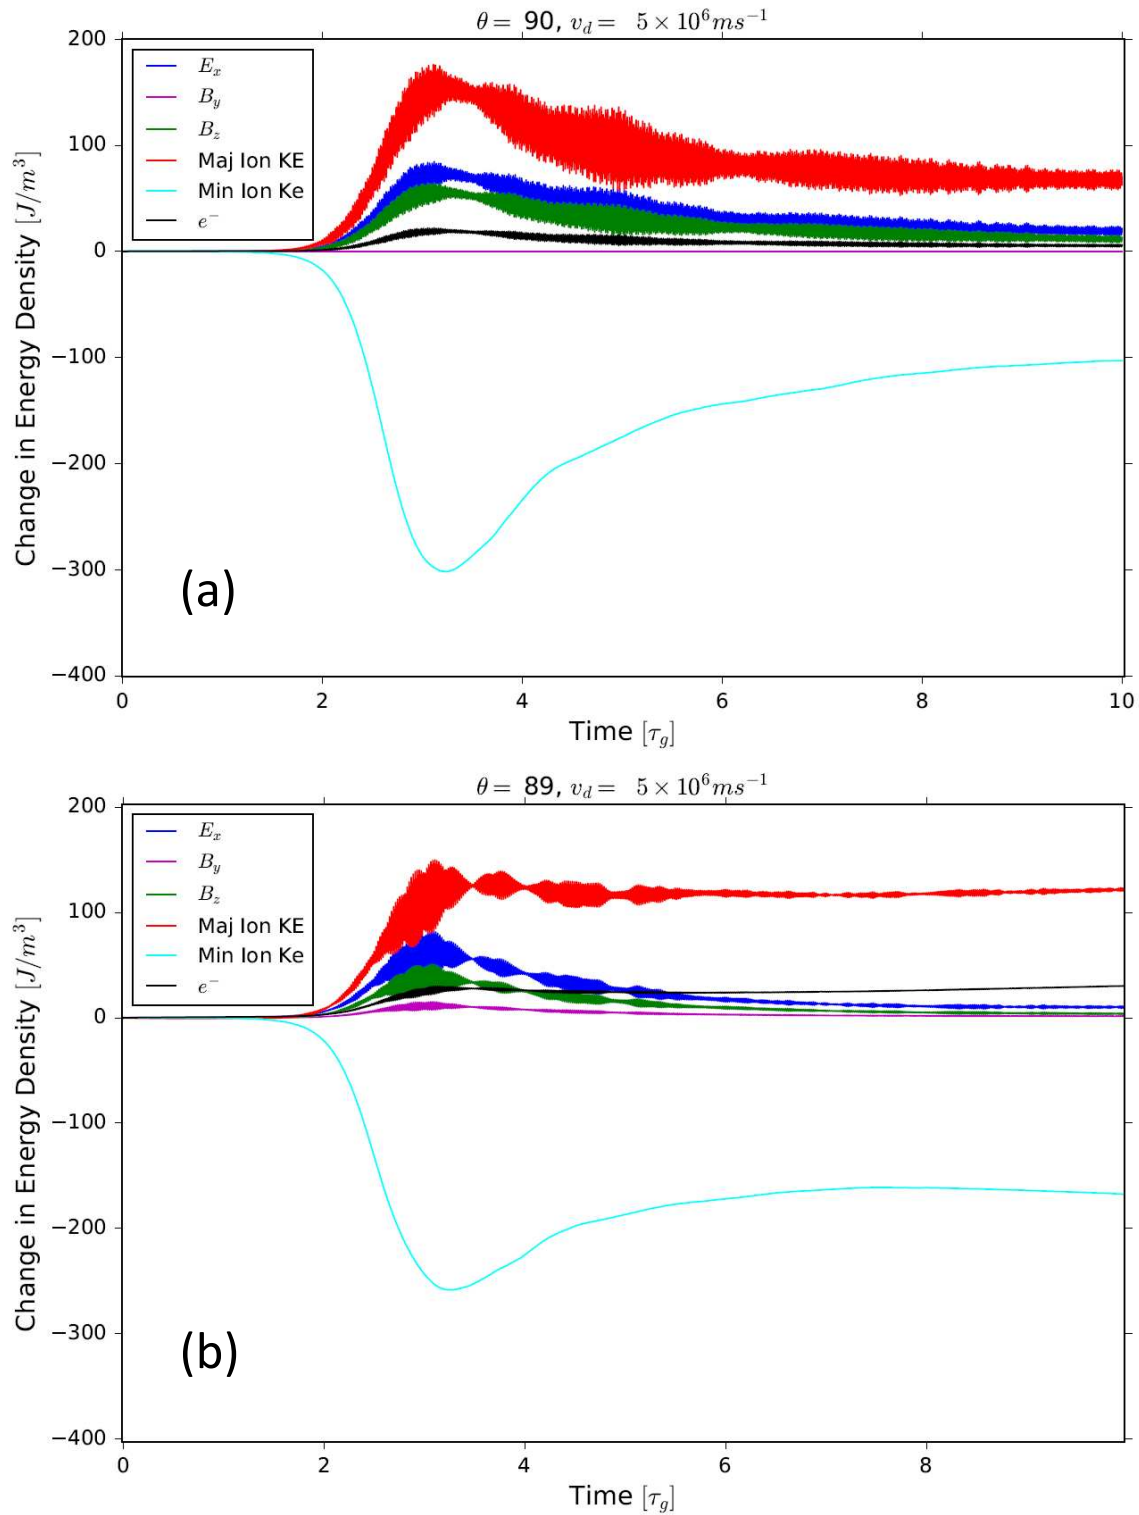 θ = 90, v_d = 5 × 10^6 ms^−1
200
100
0
−100
−200
−300
−400
Change in Energy Density [J/m^3]
E_x
B_y
B_z
Maj Ion KE
Min Ion Ke
e^−
(a)
0 2 4 6 8 10
Time [τ_g]
θ = 89, v_d = 5 × 10^6 ms^−1
200
100
0
−100
−200
−300
−400
Change in Energy Density [J/m^3]
E_x
B_y
B_z
Maj Ion KE
Min Ion Ke
e^−
(b)
0 2 4 6 8
Time [τ_g]